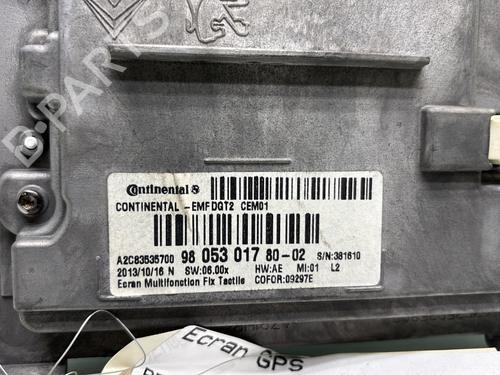 Continental
CONTINENTAL -EMFDGT2 CEM01
A2C83535700 98 053 017 80-02 S/N:381610
2013/10/16 N SW:06.00x HW:AE MI:01 L2
Ecran Multifonction Fix Tactile COFOR:09297E
Ecran GPS